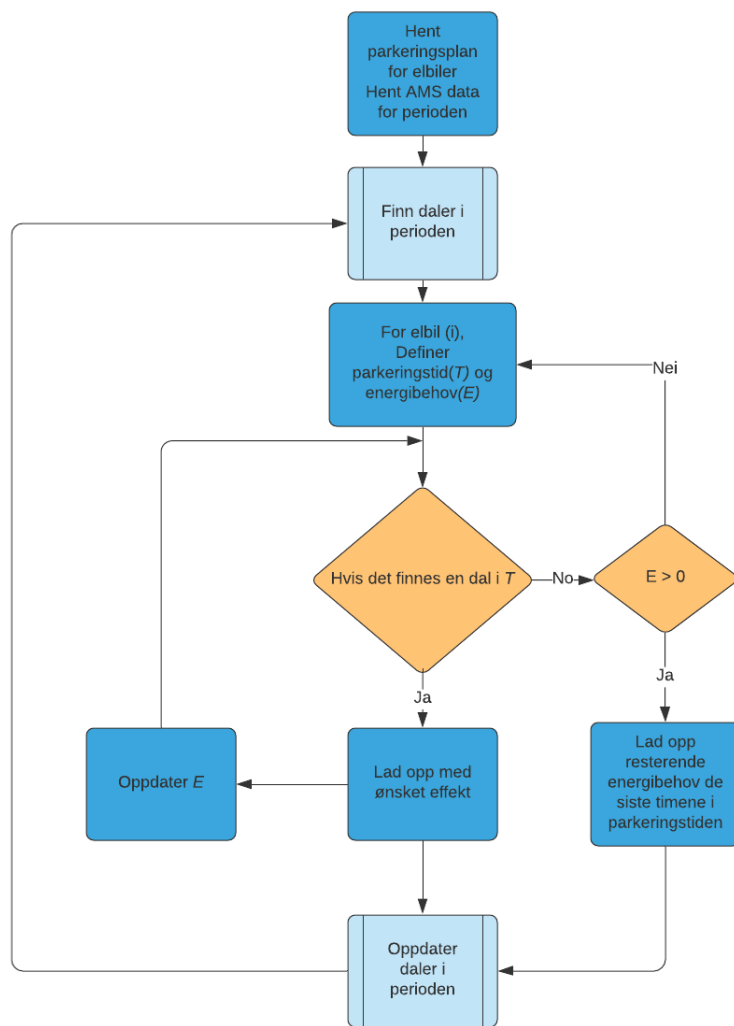 Hent
parkeringsplan
for elbiler
Hent AMS data
for perioden
Finn daler i
perioden
For elbil (i),
Definer
parkeringstid(T) og
energibehov(E)
Nei
Hvis det finnes en dal i T
No
E > 0
Ja
Ja
Oppdater E
Lad opp med
ønsket effekt
Lad opp
resterende
energibehov de
siste timene i
parkeringstiden
Oppdater
daler i
perioden